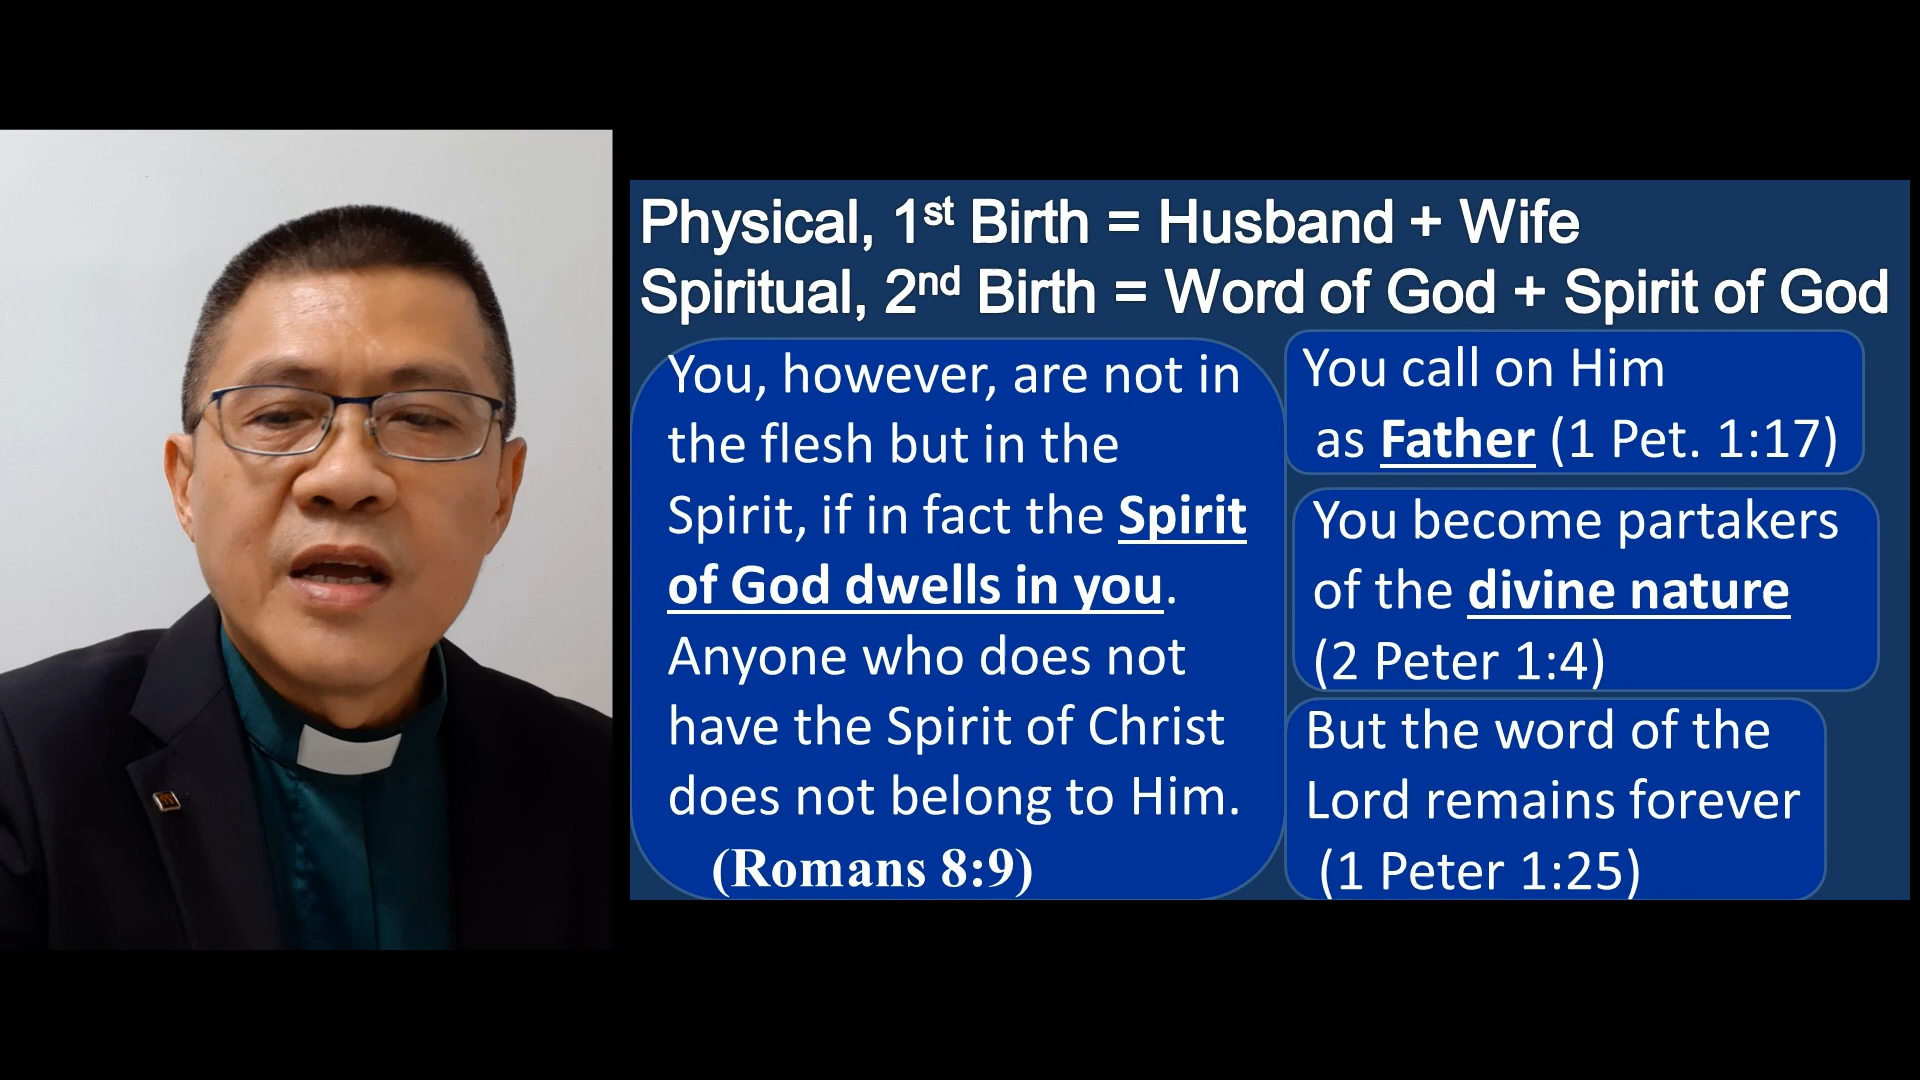 Physical, 1st Birth = Husband + Wife
Spiritual, 2nd Birth = Word of God + Spirit of God
You, however, are not in
the flesh but in the
Spirit, if in fact the Spirit
of God dwells in you.
Anyone who does not
have the Spirit of Christ
does not belong to Him.
(Romans 8:9)
You call on Him
as Father (1 Pet. 1:17)
You become partakers
of the divine nature
(2 Peter 1:4)
But the word of the
Lord remains forever
(1 Peter 1:25)